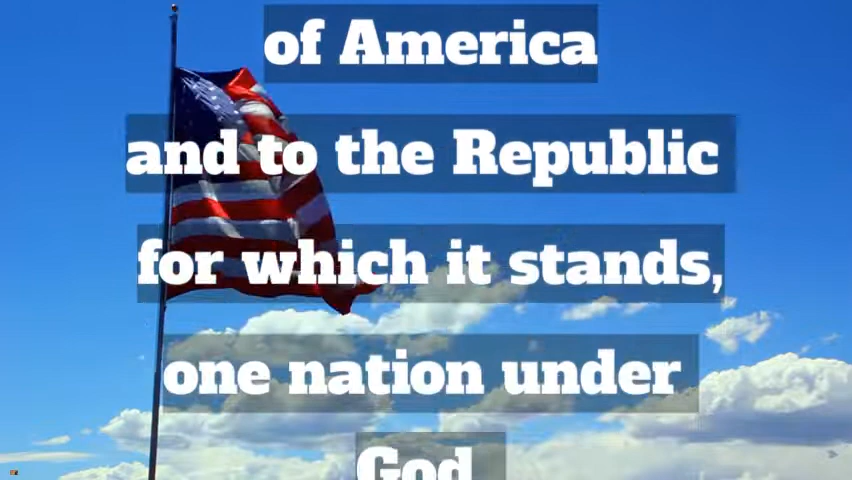 of America
and to the Republic
for which it stands,
one nation under
God